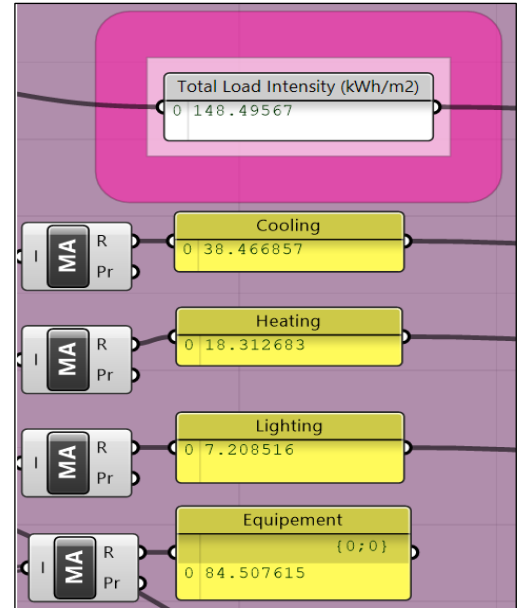 Total Load Intensity (kWh/m2)
0 148.49567
Cooling
0 38.466857
I MA R Pr
Heating
0 18.312683
I MA R Pr
Lighting
0 7.208516
I MA R Pr
Equipement
{0;0}
0 84.507615
I MA R Pr